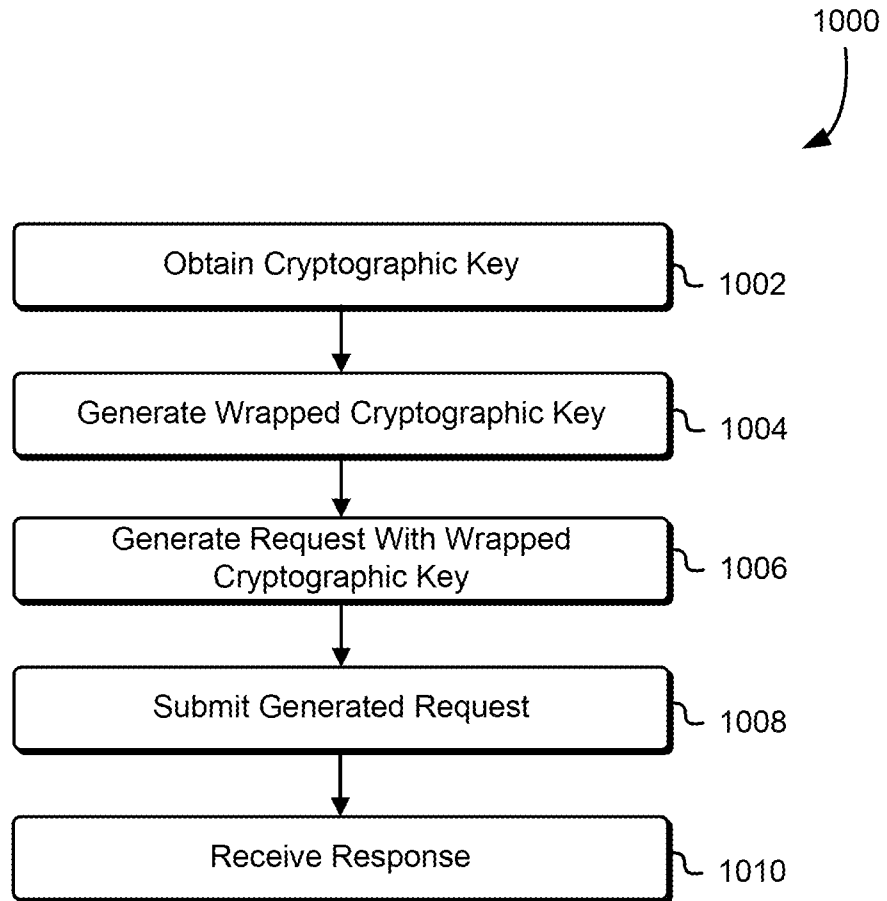 1000
Obtain Cryptographic Key
1002
Generate Wrapped Cryptographic Key
1004
Generate Request With Wrapped
Cryptographic Key
1006
Submit Generated Request
1008
Receive Response
1010